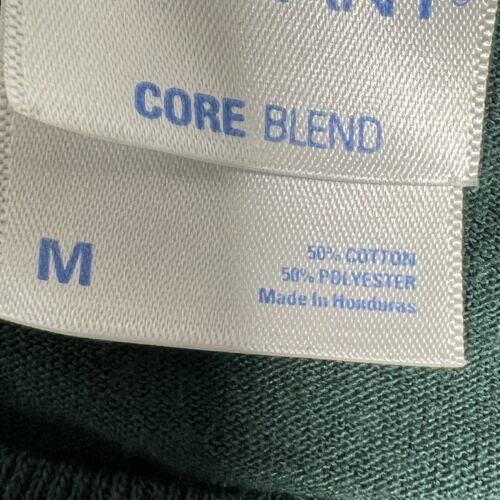 CORE BLEND
M
50% COTTON
50% POLYESTER
Made In Honduras